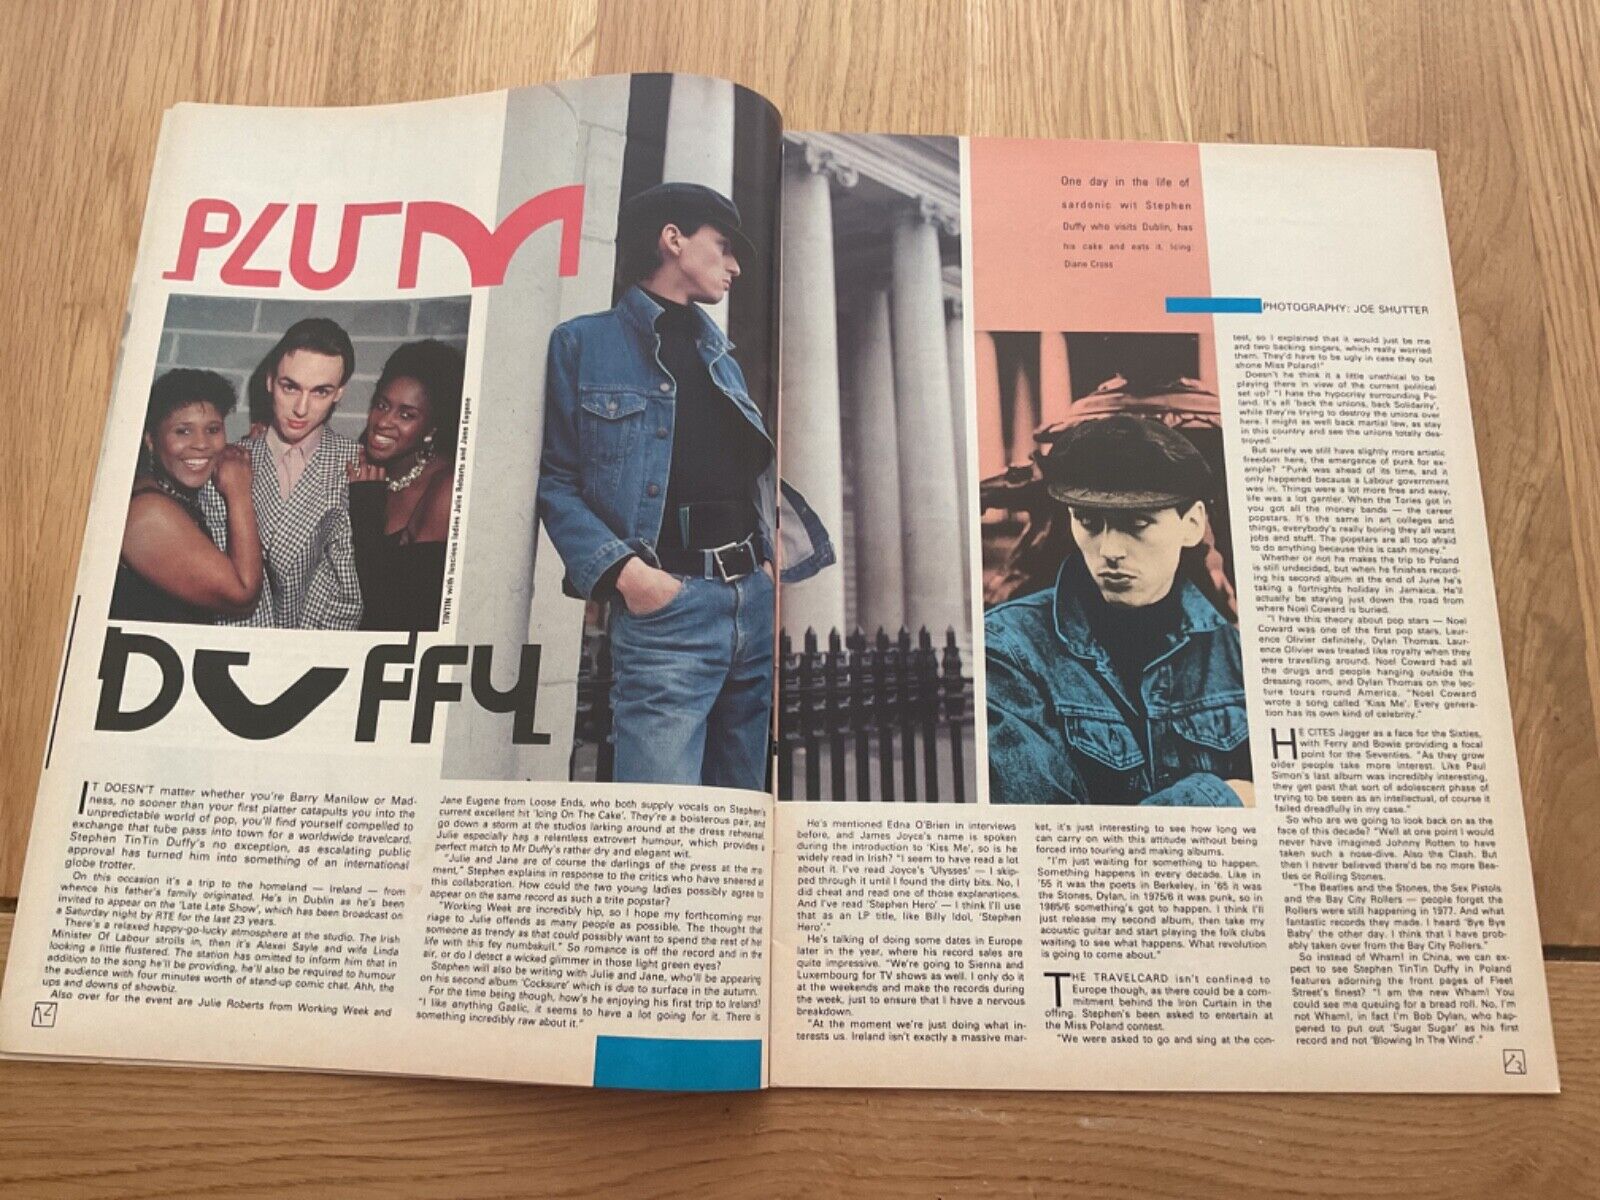 PLUM
DUFFY
TINTIN with luscious ladies Julie Roberts and Jane Eugene
IT DOESN'T matter whether you're Barry Manilow or Mad-
ness, no sooner than your first platter catapults you into the
unpredictable world of pop, you'll find yourself compelled to
exchange that tube pass into town for a worldwide travelcard.
Stephen TinTin Duffy's no exception, as escalating public
approval has turned him into something of an international
globe trotter.
On this occasion it's a trip to the homeland — Ireland — from
whence his father's family originated. He's in Dublin as he's been
invited to appear on the 'Late Late Show', which has been broadcast on
a Saturday night by RTE for the last 23 years.
There's a relaxed happy-go-lucky atmosphere at the studio. The Irish
Minister Of Labour strolls in, then it's Alexei Sayle and wife Linda
looking a little flustered. The station has omitted to inform him that in
addition to the song he'll be providing, he'll also be required to humour
the audience with four minutes worth of stand-up comic chat. Ahh, the
ups and downs of showbiz.
Also over for the event are Julie Roberts from Working Week and
12
Jane Eugene from Loose Ends, who both supply vocals on Stephen's
current excellent hit 'Icing On The Cake'. They're a boisterous pair, and
go down a storm at the studios larking around at the dress rehearsal.
Julie especially has a relentless extrovert humour, which provides a
perfect match to Mr Duffy's rather dry and elegant wit.
"Julie and Jane are of course the darlings of the press at the mo-
ment," Stephen explains in response to the critics who have sneered at
this collaboration. How could the two young ladies possibly agree to
appear on the same record as such a trite popstar?
"Working Week are incredibly hip, so I hope my forthcoming mar-
riage to Julie offends as many people as possible. The thought that
someone as trendy as that could possibly want to spend the rest of her
life with this fey numbskull." So romance is off the record and in the
air, or do I detect a wicked glimmer in those light green eyes?
Stephen will also be writing with Julie and Jane, who'll be appearing
on his second album 'Cocksure' which is due to surface in the autumn.
For the time being though, how's he enjoying his first trip to Ireland?
"I like anything Gaelic, it seems to have a lot going for it. There is
something incredibly raw about it."
One day in the life of
sardonic wit Stephen
Duffy who visits Dublin, has
his cake and eats it. Icing:
Diane Cross
PHOTOGRAPHY: JOE SHUTTER
He's mentioned Edna O'Brien in interviews
before, and James Joyce's name is spoken
during the introduction to 'Kiss Me', so is he
widely read in Irish? "I seem to have read a lot
about it. I've read Joyce's 'Ulysses' — I skip-
ped through it until I found the dirty bits. No, I
did cheat and read one of those explanations.
And I've read 'Stephen Hero' — I think I'll use
that as an LP title, like Billy Idol, 'Stephen
Hero'."
He's talking of doing some dates in Europe
later in the year, where his record sales are
quite impressive. "We're going to Sienna and
Luxembourg for TV shows as well. I only do it
at the weekends and make the records during
the week, just to ensure that I have a nervous
breakdown.
"At the moment we're just doing what in-
terests us. Ireland isn't exactly a massive mar-
ket, it's just interesting to see how long we
can carry on with this attitude without being
forced into touring and making albums.
"I'm just waiting for something to happen.
Something happens in every decade. Like in
'55 it was the poets in Berkeley, in '65 it was
the Stones, Dylan, in 1975/6 it was punk, so in
1985/6 something's got to happen. I think I'll
just release my second album, then take my
acoustic guitar and start playing the folk clubs
waiting to see what happens. What revolution
is going to come about."
THE TRAVELCARD isn't confined to
Europe though, as there could be a com-
mitment behind the Iron Curtain in the
offing. Stephen's been asked to entertain at
the Miss Poland contest.
"We were asked to go and sing at the con-
test, so I explained that it would just be me
and two backing singers, which really worried
them. They'd have to be ugly in case they out
shone Miss Poland!"
Doesn't he think it a little unethical to be
playing there in view of the current political
set up? "I hate the hypocrisy surrounding Po-
land. It's all 'back the unions, back Solidarity',
while they're trying to destroy the unions over
here. I might as well back martial law, as stay
in this country and see the unions totally des-
troyed."
But surely we still have slightly more artistic
freedom here, the emergence of punk for ex-
ample? "Punk was ahead of its time, and it
only happened because a Labour government
was in. Things were a lot more free and easy,
life was a lot gentler. When the Tories got in
you got all the money bands — the career
popstars. It's the same in art colleges and
things, everybody's really boring they all want
jobs and stuff. The popstars are all too afraid
to do anything because this is cash money."
Whether or not he makes the trip to Poland
is still undecided, but when he finishes record-
ing his second album at the end of June he's
taking a fortnights holiday in Jamaica. He'll
actually be staying just down the road from
where Noel Coward is buried.
"I have this theory about pop stars — Noel
Coward was one of the first pop stars, Laur-
ence Olivier definitely, Dylan Thomas. Laur-
ence Olivier was treated like royalty when they
were travelling around. Noel Coward had all
the drugs and people hanging outside the
dressing room, and Dylan Thomas on the lec-
ture tours round America. "Noel Coward
wrote a song called 'Kiss Me'. Every genera-
tion has its own kind of celebrity."
HE CITES Jagger as a face for the Sixties,
with Ferry and Bowie providing a focal
point for the Seventies. "As they grow
older people take more interest. Like Paul
Simon's last album was incredibly interesting,
they get past that sort of adolescent phase of
trying to be seen as an intellectual, of course it
failed dreadfully in my case."
So who are we going to look back on as the
face of this decade? "Well at one point I would
never have imagined Johnny Rotten to have
taken such a nose-dive. Also the Clash. But
then I never believed there'd be no more Bea-
tles or Rolling Stones.
"The Beatles and the Stones, the Sex Pistols
and the Bay City Rollers — people forget the
Rollers were still happening in 1977. And what
fantastic records they made. I heard 'Bye Bye
Baby' the other day. I think that I have prob-
ably taken over from the Bay City Rollers."
So instead of Wham! in China, we can ex-
pect to see Stephen TinTin Duffy in Poland
features adorning the front pages of Fleet
Street's finest? "I am the new Wham! You
could see me queuing for a bread roll. No, I'm
not Wham!, in fact I'm Bob Dylan, who hap-
pened to put out 'Sugar Sugar' as his first
record and not 'Blowing In The Wind'."
13